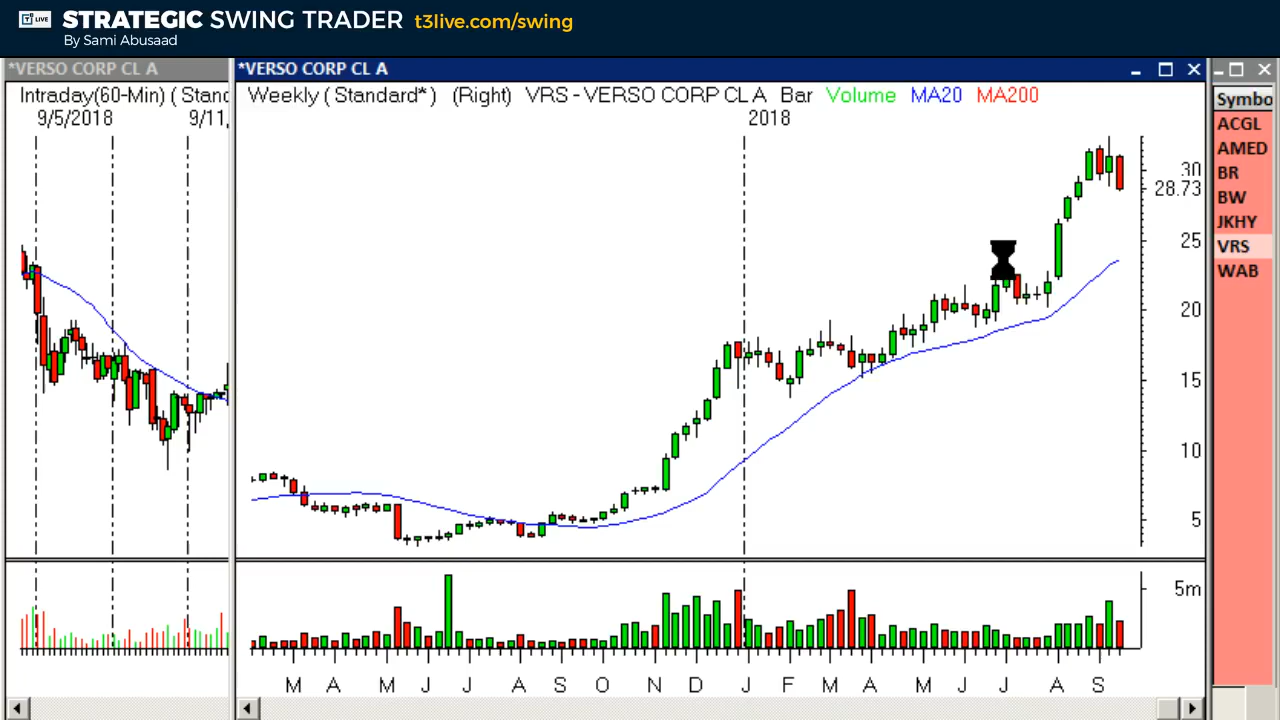 T3 LIVE STRATEGIC SWING TRADER t3live.com/swing
By Sami Abusaad
*VERSO CORP CL A
Intraday(60-Min) ( Stand
9/5/2018 9/11,
*VERSO CORP CL A
Weekly ( Standard* ) (Right) VRS - VERSO CORP CL A Bar Volume MA20 MA200
2018
30
28.73
25
20
15
10
5
5m
M A M J J A S O N D J F M A M J J A S
Symbo
ACGL
AMED
BR
BW
JKHY
VRS
WAB